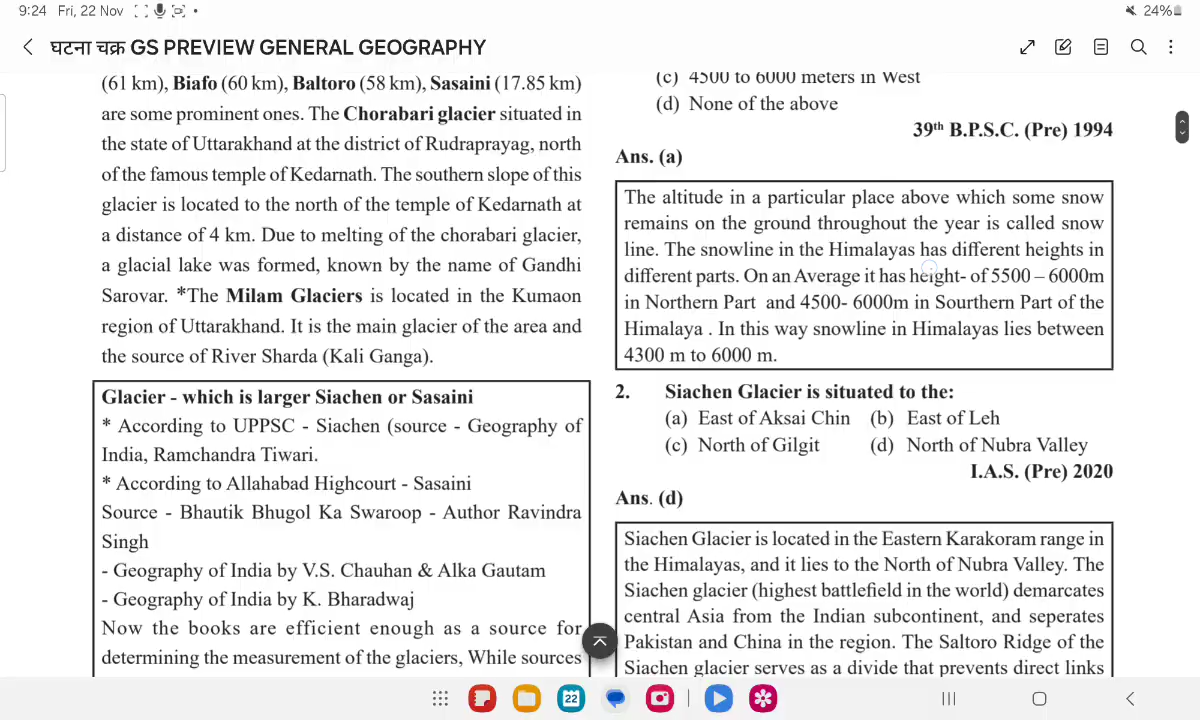 9:24 Fri, 22 Nov
24%
घटना चक्र GS PREVIEW GENERAL GEOGRAPHY
(61 km), Biafo (60 km), Baltoro (58 km), Sasaini (17.85 km)
are some prominent ones. The Chorabari glacier situated in
the state of Uttarakhand at the district of Rudraprayag, north
of the famous temple of Kedarnath. The southern slope of this
glacier is located to the north of the temple of Kedarnath at
a distance of 4 km. Due to melting of the chorabari glacier,
a glacial lake was formed, known by the name of Gandhi
Sarovar. *The Milam Glaciers is located in the Kumaon
region of Uttarakhand. It is the main glacier of the area and
the source of River Sharda (Kali Ganga).
Glacier - which is larger Siachen or Sasaini
* According to UPPSC - Siachen (source - Geography of
India, Ramchandra Tiwari.
* According to Allahabad Highcourt - Sasaini
Source - Bhautik Bhugol Ka Swaroop - Author Ravindra
Singh
- Geography of India by V.S. Chauhan & Alka Gautam
- Geography of India by K. Bharadwaj
Now the books are efficient enough as a source for
determining the measurement of the glaciers, While sources
(c) 4500 to 6000 meters in West
(d) None of the above
39th B.P.S.C. (Pre) 1994
Ans. (a)
The altitude in a particular place above which some snow
remains on the ground throughout the year is called snow
line. The snowline in the Himalayas has different heights in
different parts. On an Average it has height- of 5500 – 6000m
in Northern Part and 4500- 6000m in Sourthern Part of the
Himalaya . In this way snowline in Himalayas lies between
4300 m to 6000 m.
2. Siachen Glacier is situated to the:
(a) East of Aksai Chin (b) East of Leh
(c) North of Gilgit (d) North of Nubra Valley
I.A.S. (Pre) 2020
Ans. (d)
Siachen Glacier is located in the Eastern Karakoram range in
the Himalayas, and it lies to the North of Nubra Valley. The
Siachen glacier (highest battlefield in the world) demarcates
central Asia from the Indian subcontinent, and seperates
Pakistan and China in the region. The Saltoro Ridge of the
Siachen glacier serves as a divide that prevents direct links
22